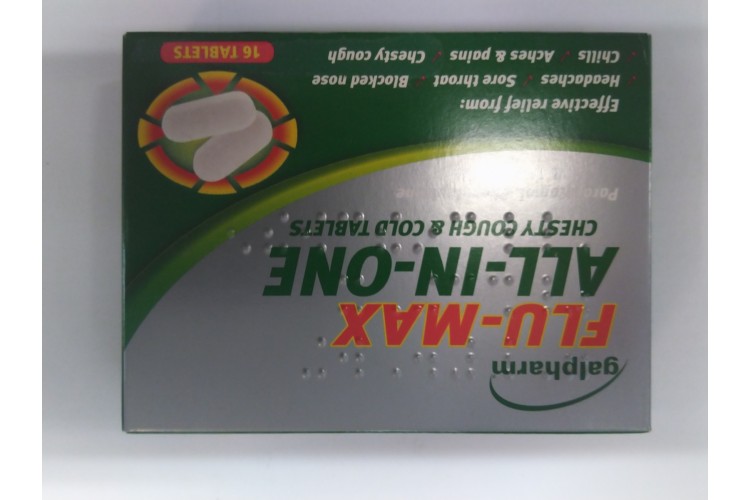 galpharm
FLU-MAX
ALL-IN-ONE
CHESTY COUGH & COLD TABLETS
Effective relief from:
Headaches Sore throat Blocked nose
Chills Aches & pains Chesty cough
16 TABLETS